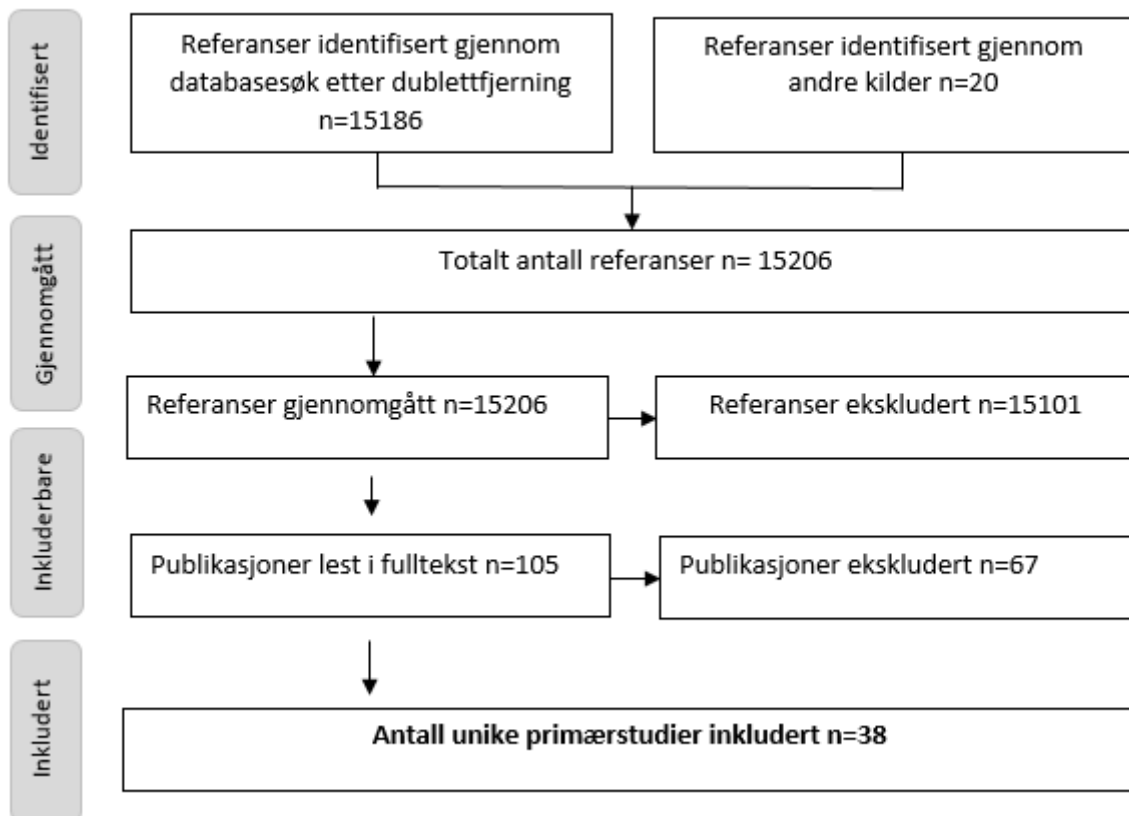 Identifisert
Referanser identifisert gjennom
databasesøk etter dublettfjerning
n=15186
Referanser identifisert gjennom
andre kilder n=20
Gjennomgått
Totalt antall referanser n= 15206
Referanser gjennomgått n=15206
Referanser ekskludert n=15101
Inkluderbare
Publikasjoner lest i fulltekst n=105
Publikasjoner ekskludert n=67
Inkludert
Antall unike primærstudier inkludert n=38